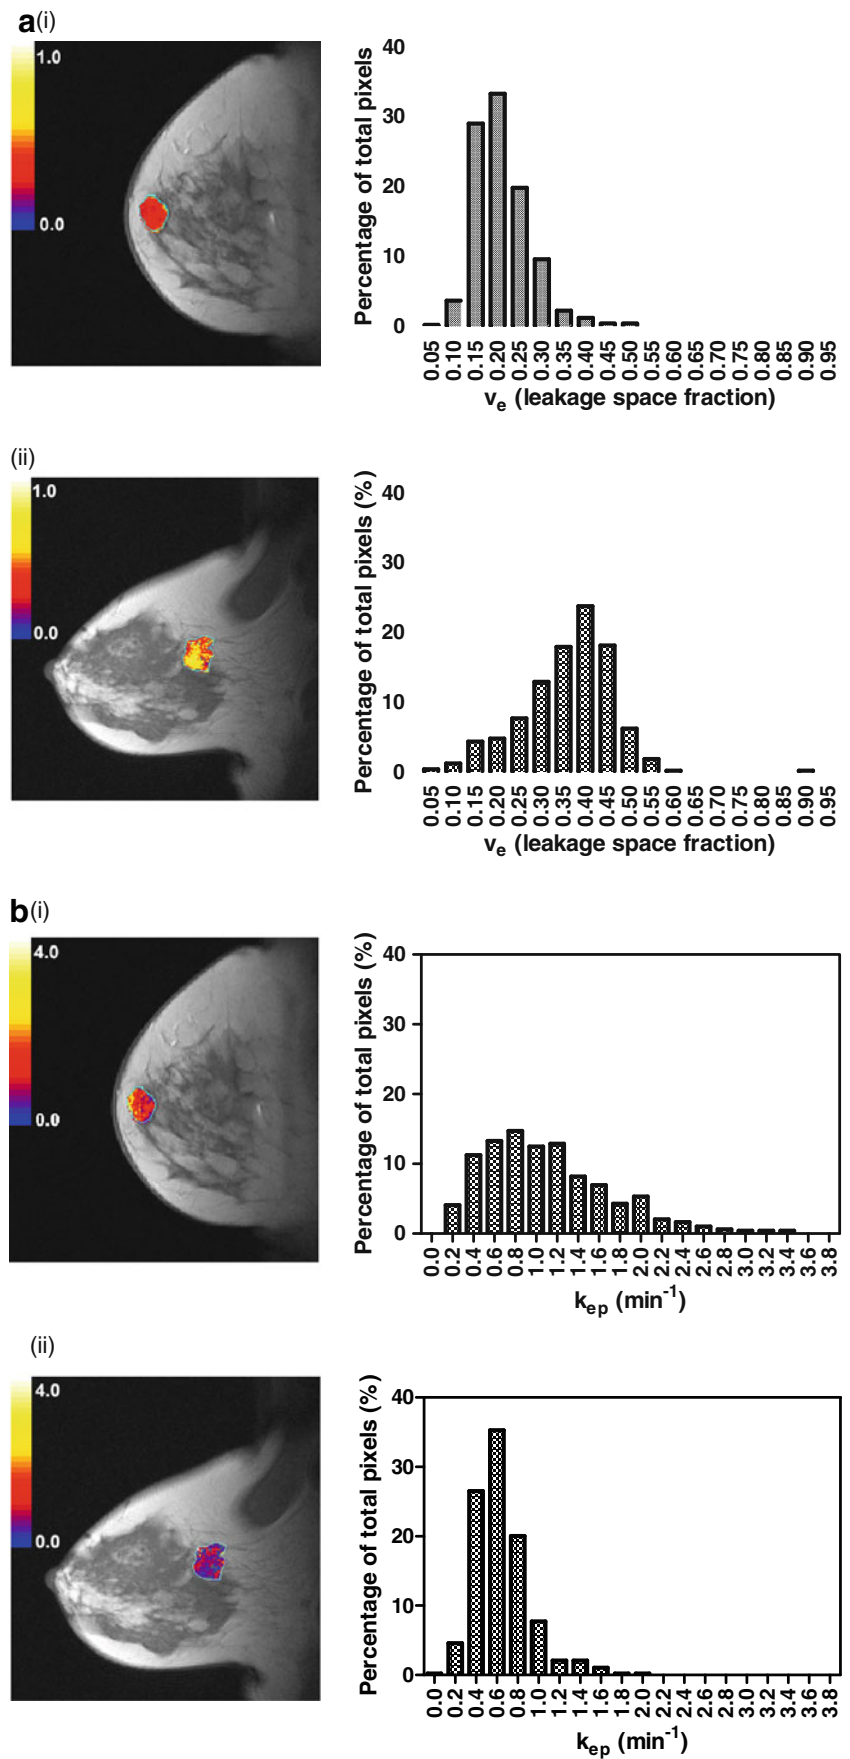 a(i)
1.0
0.0
Percentage of total pixels
40
30
20
10
0
0.05 0.10 0.15 0.20 0.25 0.30 0.35 0.40 0.45 0.50 0.55 0.60 0.65 0.70 0.75 0.80 0.85 0.90 0.95
ve (leakage space fraction)
(ii)
1.0
0.0
Percentage of total pixels (%)
40
30
20
10
0
0.05 0.10 0.15 0.20 0.25 0.30 0.35 0.40 0.45 0.50 0.55 0.60 0.65 0.70 0.75 0.80 0.85 0.90 0.95
ve (leakage space fraction)
b(i)
4.0
0.0
Percentage of total pixels (%)
40
30
20
10
0
0.0 0.2 0.4 0.6 0.8 1.0 1.2 1.4 1.6 1.8 2.0 2.2 2.4 2.6 2.8 3.0 3.2 3.4 3.6 3.8
kep (min-1)
(ii)
4.0
0.0
Percentage of total pixels (%)
40
30
20
10
0
0.0 0.2 0.4 0.6 0.8 1.0 1.2 1.4 1.6 1.8 2.0 2.2 2.4 2.6 2.8 3.0 3.2 3.4 3.6 3.8
kep (min-1)